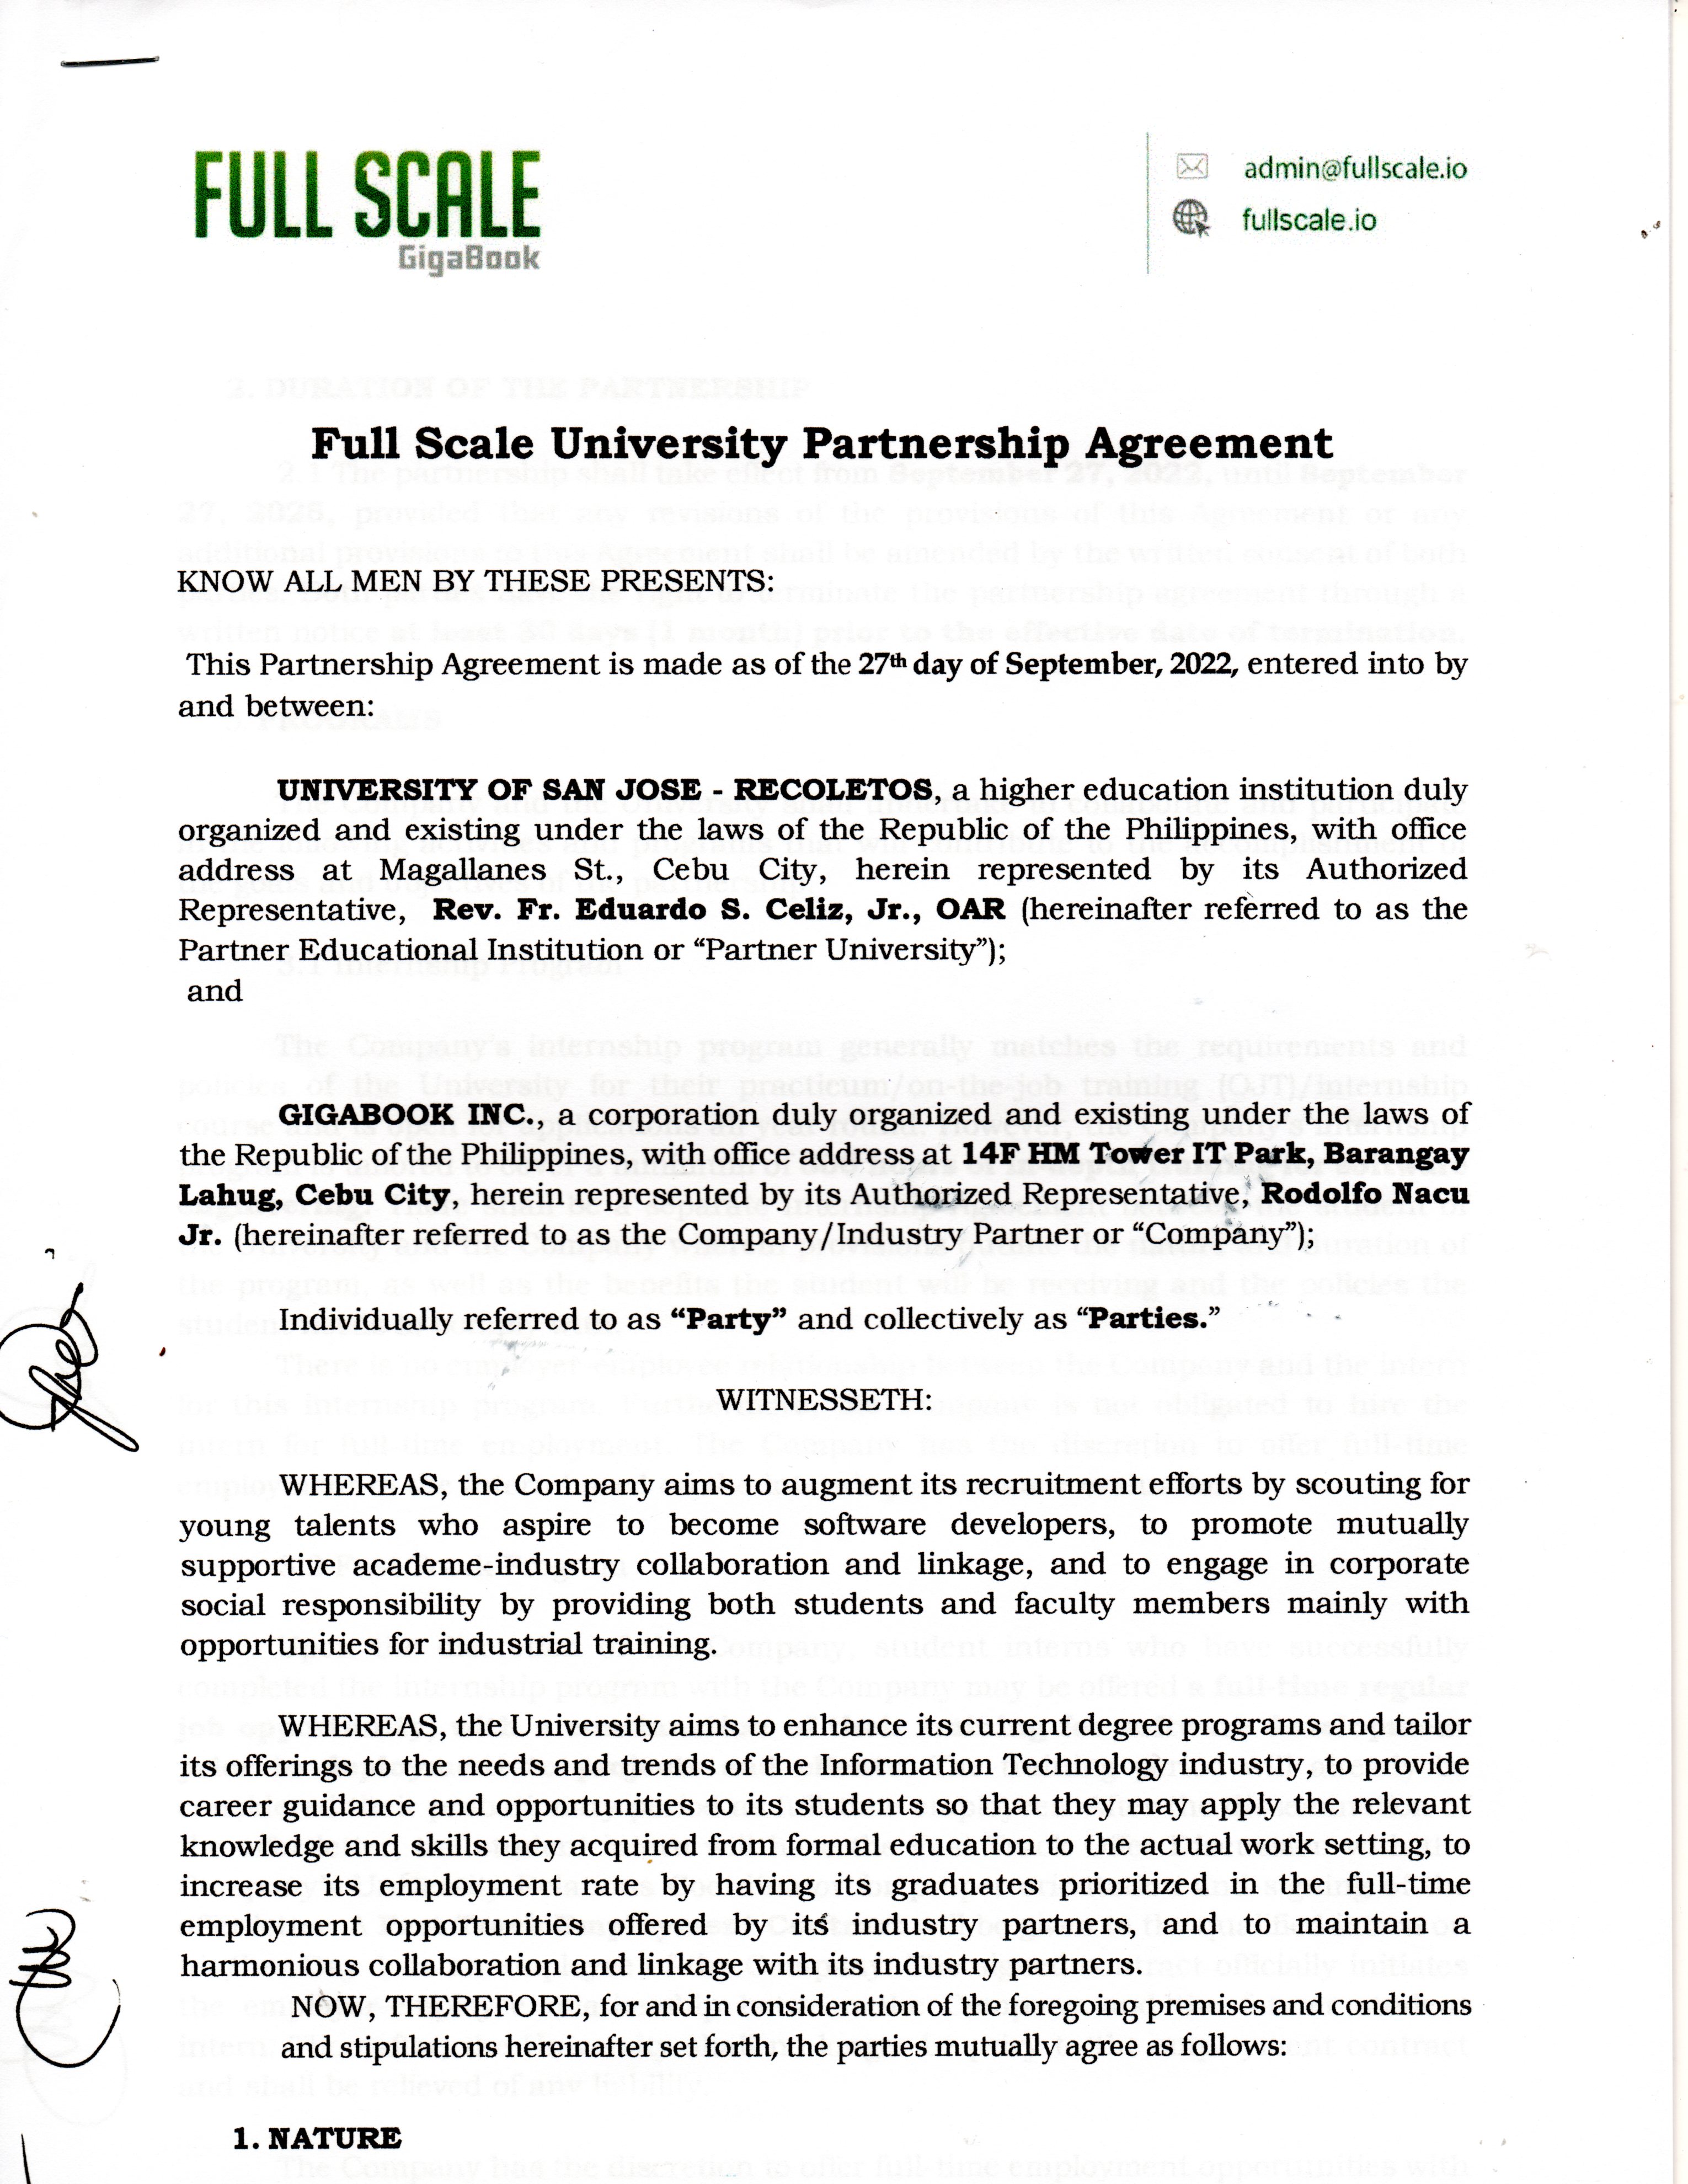 FULL SCALE
GigaBook
admin@fullscale.io
fullscale.io
Full Scale University Partnership Agreement
KNOW ALL MEN BY THESE PRESENTS:
This Partnership Agreement is made as of the 27th day of September, 2022, entered into by
and between:
UNIVERSITY OF SAN JOSE - RECOLETOS, a higher education institution duly
organized and existing under the laws of the Republic of the Philippines, with office
address at Magallanes St., Cebu City, herein represented by its Authorized
Representative, Rev. Fr. Eduardo S. Celiz, Jr., OAR (hereinafter referred to as the
Partner Educational Institution or “Partner University”);
and
GIGABOOK INC., a corporation duly organized and existing under the laws of
the Republic of the Philippines, with office address at 14F HM Tower IT Park, Barangay
Lahug, Cebu City, herein represented by its Authorized Representative, Rodolfo Nacu
Jr. (hereinafter referred to as the Company/Industry Partner or “Company”);
Individually referred to as “Party” and collectively as “Parties.”
WITNESSETH:
WHEREAS, the Company aims to augment its recruitment efforts by scouting for
young talents who aspire to become software developers, to promote mutually
supportive academe-industry collaboration and linkage, and to engage in corporate
social responsibility by providing both students and faculty members mainly with
opportunities for industrial training.
WHEREAS, the University aims to enhance its current degree programs and tailor
its offerings to the needs and trends of the Information Technology industry, to provide
career guidance and opportunities to its students so that they may apply the relevant
knowledge and skills they acquired from formal education to the actual work setting, to
increase its employment rate by having its graduates prioritized in the full-time
employment opportunities offered by its industry partners, and to maintain a
harmonious collaboration and linkage with its industry partners.
NOW, THEREFORE, for and in consideration of the foregoing premises and conditions
and stipulations hereinafter set forth, the parties mutually agree as follows:
1. NATURE